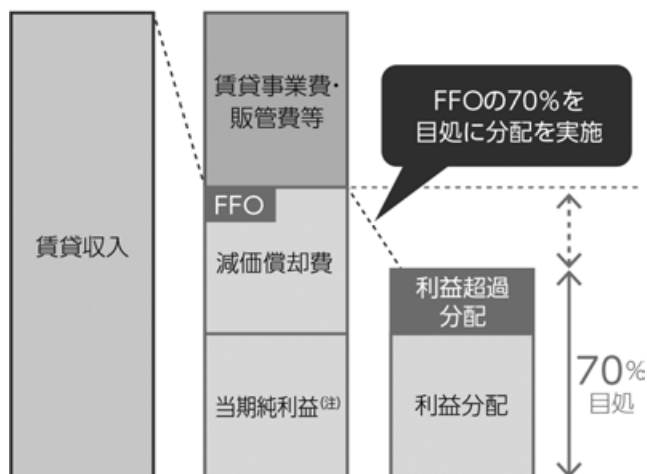 賃貸収入
賃貸事業費・
販管費等
FFO
減価償却費
当期純利益(注)
FFOの70%を
目処に分配を実施
利益超過
分配
利益分配
70%
目処